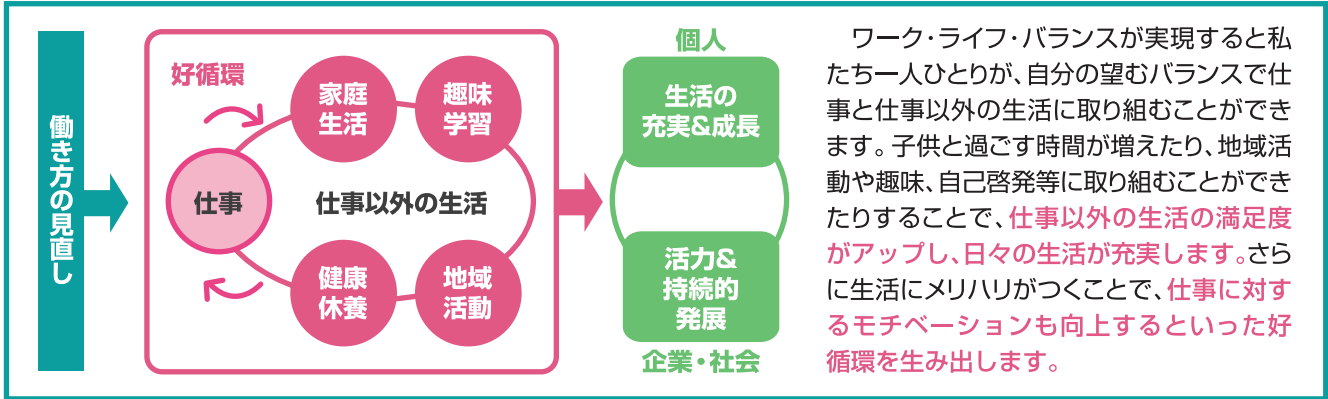 働き方の見直し
好循環
家庭
生活
趣味
学習
仕事
仕事以外の生活
健康
休養
地域
活動
個人
生活の
充実&成長
活力&
持続的
発展
企業・社会
　ワーク・ライフ・バランスが実現すると私
たち一人ひとりが、自分の望むバランスで仕
事と仕事以外の生活に取り組むことができ
ます。子供と過ごす時間が増えたり、地域活
動や趣味、自己啓発等に取り組むことができ
たりすることで、仕事以外の生活の満足度
がアップし、日々の生活が充実します。さら
に生活にメリハリがつくことで、仕事に対す
るモチベーションも向上するといった好
循環を生み出します。